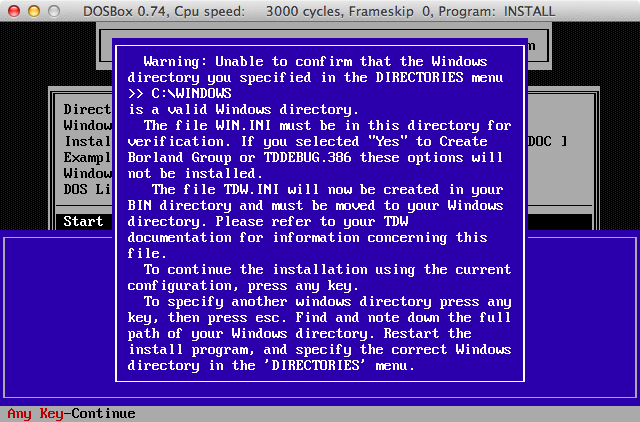 DOSBox 0.74, Cpu speed: 3000 cycles, Frameskip 0, Program: INSTALL
n
Warning: Unable to confirm that the Windows
directory you specified in the DIRECTORIES menu
>> C:\WINDOWS
is a valid Windows directory.
The file WIN.INI must be in this directory for
verification. If you selected "Yes" to Create
Borland Group or TDDEBUG.386 these options will
not be installed.
The file TDW.INI will now be created in your
BIN directory and must be moved to your Windows
directory. Please refer to your TDW
documentation for information concerning this
file.
To continue the installation using the current
configuration, press any key.
To specify another windows directory press any
key, then press esc. Find and note down the full
path of your Windows directory. Restart the
install program, and specify the correct Windows
directory in the 'DIRECTORIES' menu.
Direct
Window
Instal DOC ]
Exampl
Window
DOS Li
Start
Any Key-Continue